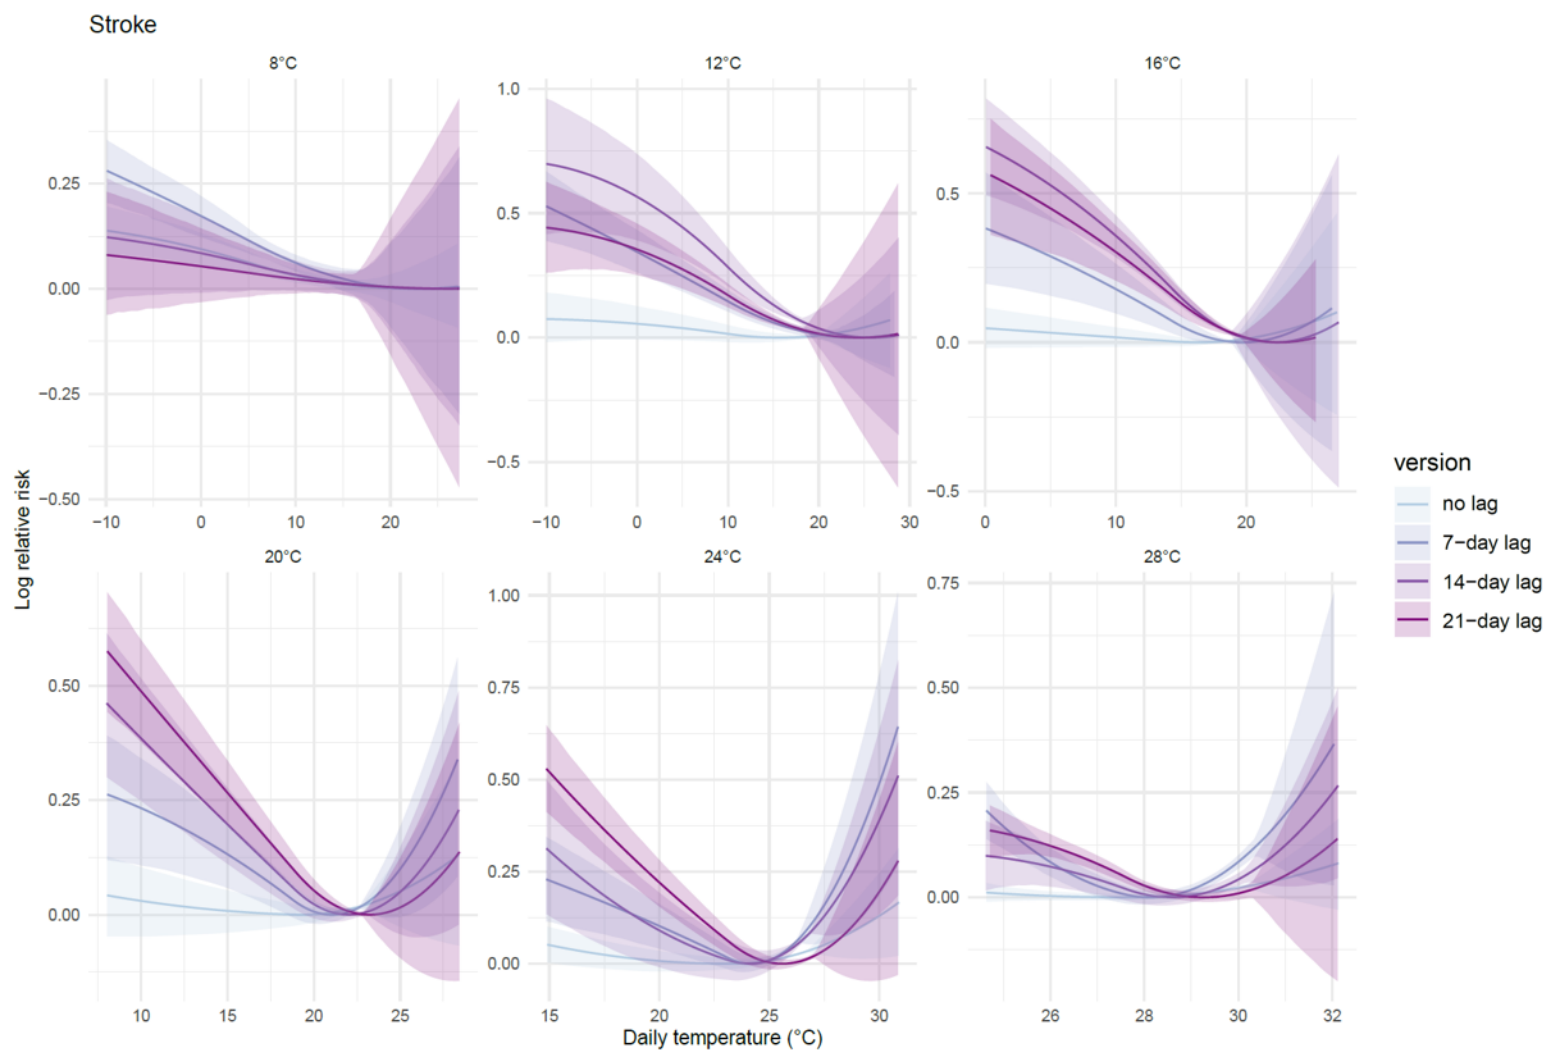 Stroke
8°C
12°C
16°C
0.25
0.00
−0.25
−0.50
1.0
0.5
0.0
−0.5
0.5
0.0
−0.5
−10 0 10 20
−10 0 10 20 30
0 10 20
20°C
24°C
28°C
0.50
0.25
0.00
1.00
0.75
0.50
0.25
0.00
0.75
0.50
0.25
0.00
10 15 20 25
15 20 25 30
26 28 30 32
Log relative risk
Daily temperature (°C)
version
no lag
7−day lag
14−day lag
21−day lag